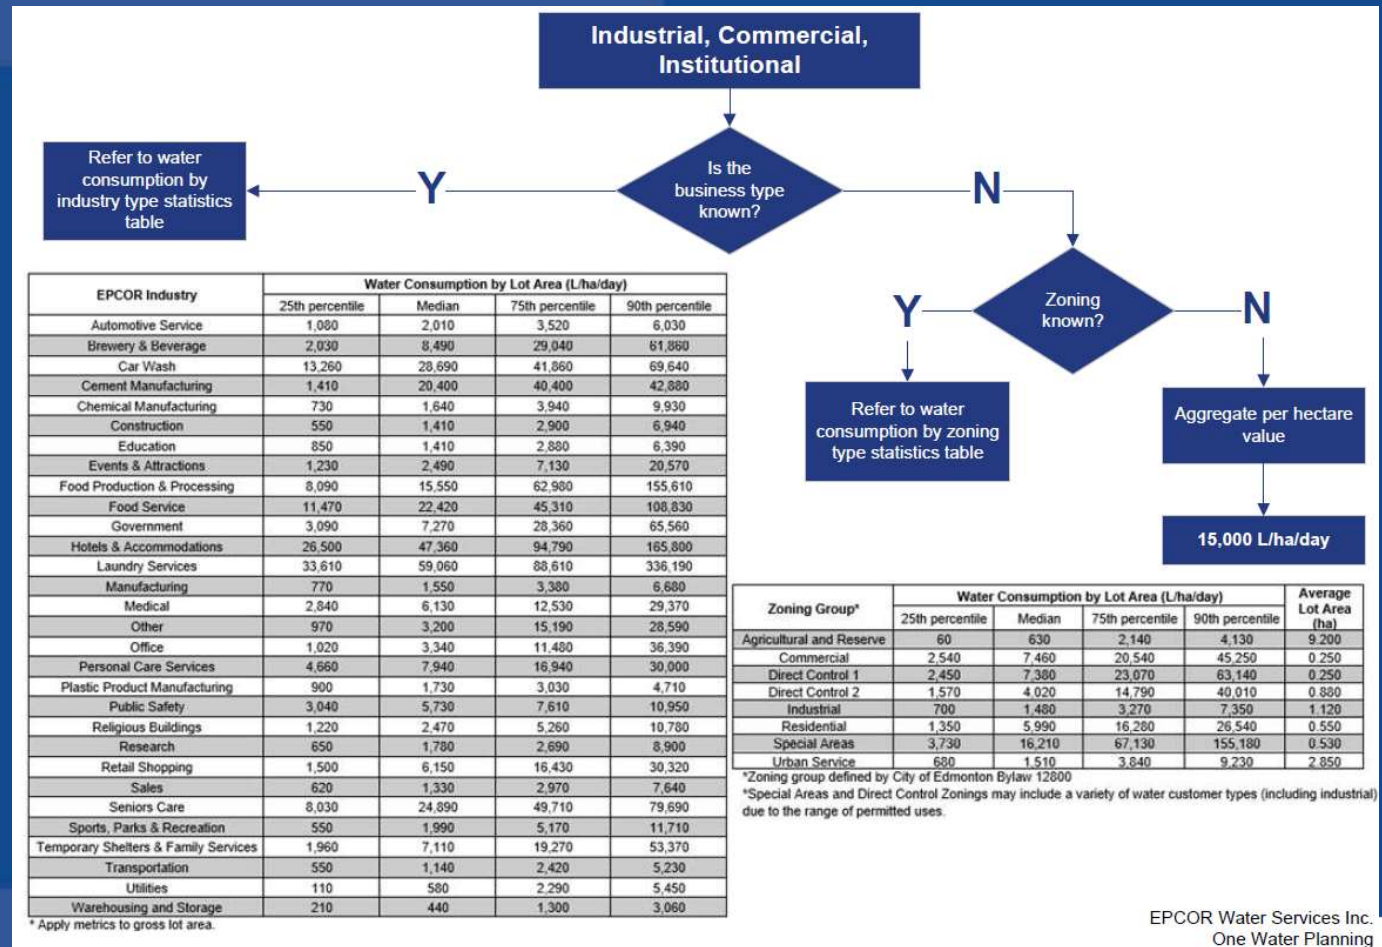 Industrial, Commercial,
Institutional
Is the
business type
known?
Y
N
Refer to water
consumption by
industry type statistics
table
Zoning
known?
Y
N
Refer to water
consumption by zoning
type statistics table
Aggregate per hectare
value
15,000 L/ha/day
EPCOR Industry
Water Consumption by Lot Area (L/ha/day)
25th percentile Median 75th percentile 90th percentile
Automotive Service 1,080 2,010 3,520 6,030
Brewery & Beverage 2,030 8,490 29,040 61,860
Car Wash 13,260 28,690 41,860 69,640
Cement Manufacturing 1,410 20,400 40,400 42,880
Chemical Manufacturing 730 1,640 3,940 9,930
Construction 550 1,410 2,900 6,940
Education 850 1,410 2,880 6,390
Events & Attractions 1,230 2,490 7,130 20,570
Food Production & Processing 8,090 15,550 62,980 155,610
Food Service 11,470 22,420 45,310 108,830
Government 3,090 7,270 28,360 65,560
Hotels & Accommodations 26,500 47,360 94,790 165,800
Laundry Services 33,610 59,060 88,610 336,190
Manufacturing 770 1,550 3,380 6,680
Medical 2,840 6,130 12,530 29,370
Other 970 3,200 15,190 28,590
Office 1,020 3,340 11,480 36,390
Personal Care Services 4,660 7,940 16,940 30,000
Plastic Product Manufacturing 900 1,730 3,030 4,710
Public Safety 3,040 5,730 7,610 10,950
Religious Buildings 1,220 2,470 5,260 10,780
Research 650 1,780 2,690 8,900
Retail Shopping 1,500 6,150 16,430 30,320
Sales 620 1,330 2,970 7,640
Seniors Care 8,030 24,890 49,710 79,690
Sports, Parks & Recreation 550 1,990 5,170 11,710
Temporary Shelters & Family Services 1,960 7,110 19,270 53,370
Transportation 550 1,140 2,420 5,230
Utilities 110 580 2,290 5,450
Warehousing and Storage 210 440 1,300 3,060
* Apply metrics to gross lot area.
Zoning Group*
Water Consumption by Lot Area (L/ha/day)
Average
Lot Area
(ha)
25th percentile Median 75th percentile 90th percentile
Agricultural and Reserve 60 630 2,140 4,130 9.200
Commercial 2,540 7,460 20,540 45,250 0.250
Direct Control 1 2,450 7,380 23,070 63,140 0.250
Direct Control 2 1,570 4,020 14,790 40,010 0.880
Industrial 700 1,480 3,270 7,350 1.120
Residential 1,350 5,990 16,280 26,540 0.550
Special Areas 3,730 16,210 67,130 155,180 0.530
Urban Service 680 1,510 3,840 9,230 2.850
*Zoning group defined by City of Edmonton Bylaw 12800
*Special Areas and Direct Control Zonings may include a variety of water customer types (including industrial)
due to the range of permitted uses.
EPCOR Water Services Inc.
One Water Planning